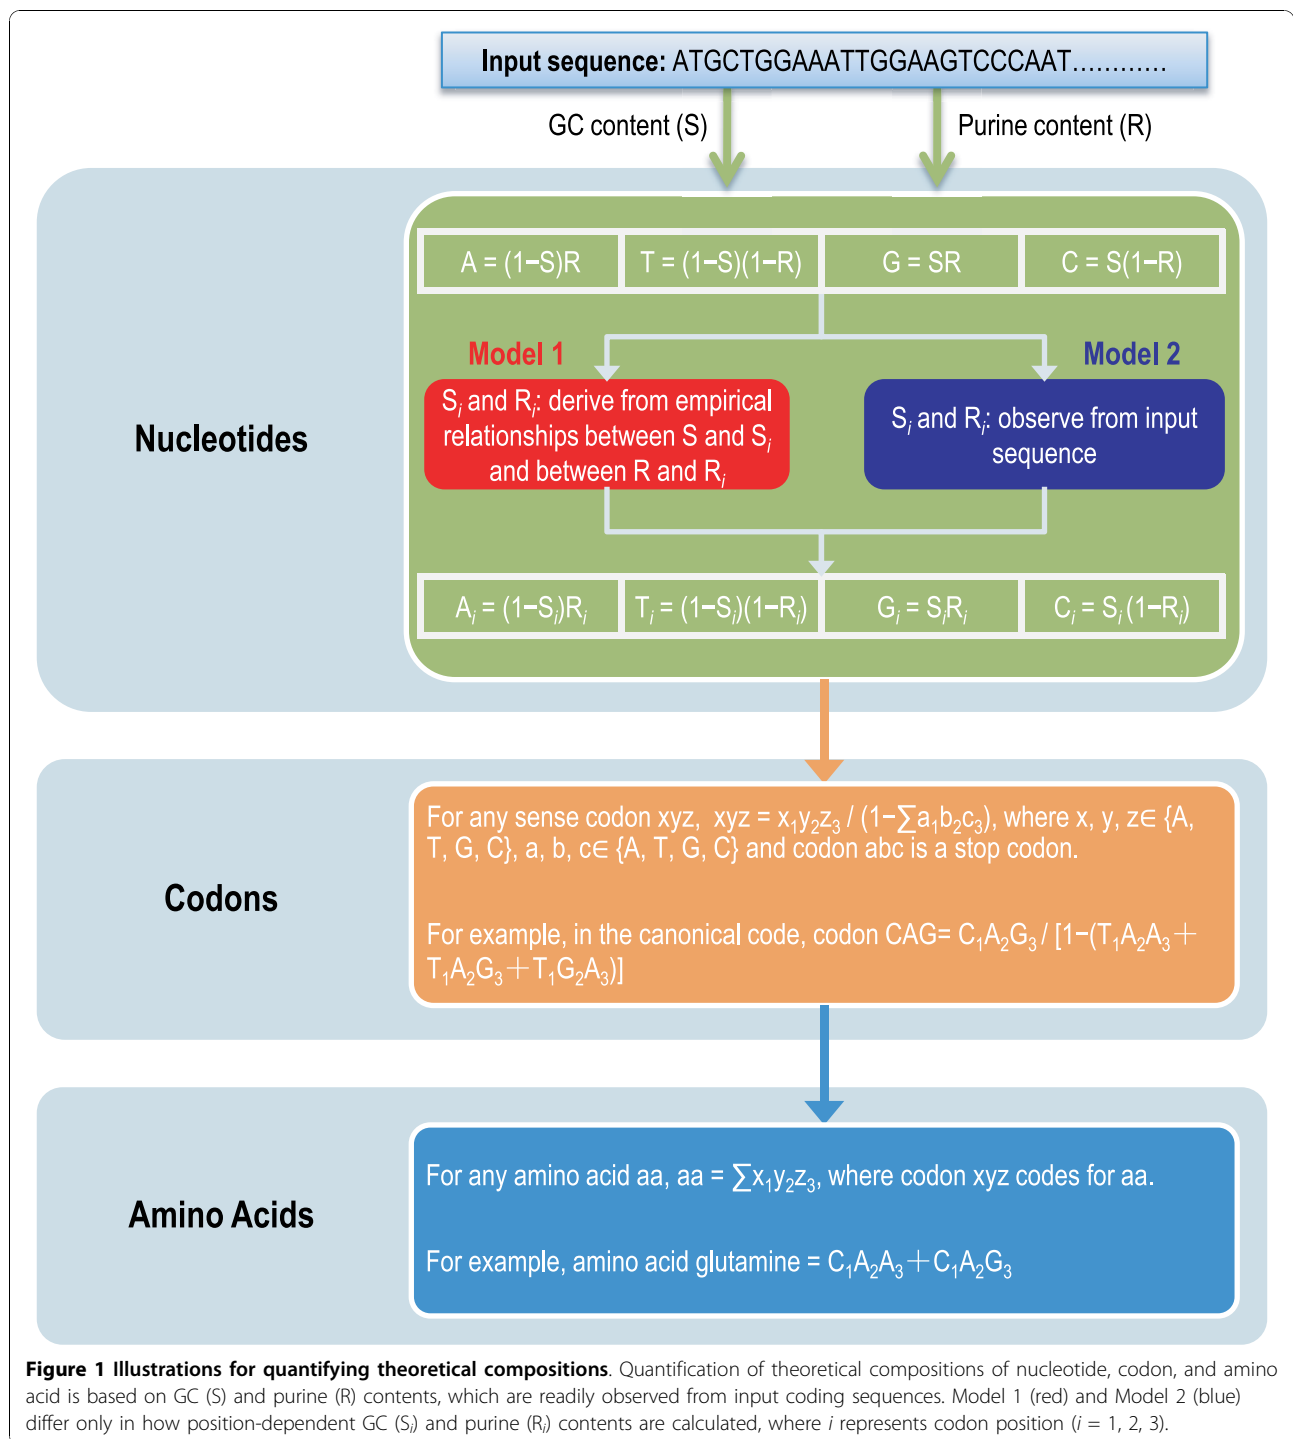 Input sequence: ATGCTGGAAATTGGAAGTCCCAAT............
GC content (S)
Purine content (R)
A = (1−S)R
T = (1−S)(1−R)
G = SR
C = S(1−R)
Model 1
Model 2
Sᵢ and Rᵢ: derive from empirical
relationships between S and Sᵢ
and between R and Rᵢ
Sᵢ and Rᵢ: observe from input
sequence
Nucleotides
Aᵢ = (1−Sᵢ)Rᵢ
Tᵢ = (1−Sᵢ)(1−Rᵢ)
Gᵢ = SᵢRᵢ
Cᵢ = Sᵢ (1−Rᵢ)
Codons
For any sense codon xyz, xyz = x₁y₂z₃ / (1−∑a₁b₂c₃), where x, y, z∈ {A,
T, G, C}, a, b, c∈ {A, T, G, C} and codon abc is a stop codon.
For example, in the canonical code, codon CAG= C₁A₂G₃ / [1−(T₁A₂A₃＋
T₁A₂G₃＋T₁G₂A₃)]
Amino Acids
For any amino acid aa, aa = ∑x₁y₂z₃, where codon xyz codes for aa.
For example, amino acid glutamine = C₁A₂A₃＋C₁A₂G₃
Figure 1 Illustrations for quantifying theoretical compositions. Quantification of theoretical compositions of nucleotide, codon, and amino
acid is based on GC (S) and purine (R) contents, which are readily observed from input coding sequences. Model 1 (red) and Model 2 (blue)
differ only in how position-dependent GC (Sᵢ) and purine (Rᵢ) contents are calculated, where i represents codon position (i = 1, 2, 3).